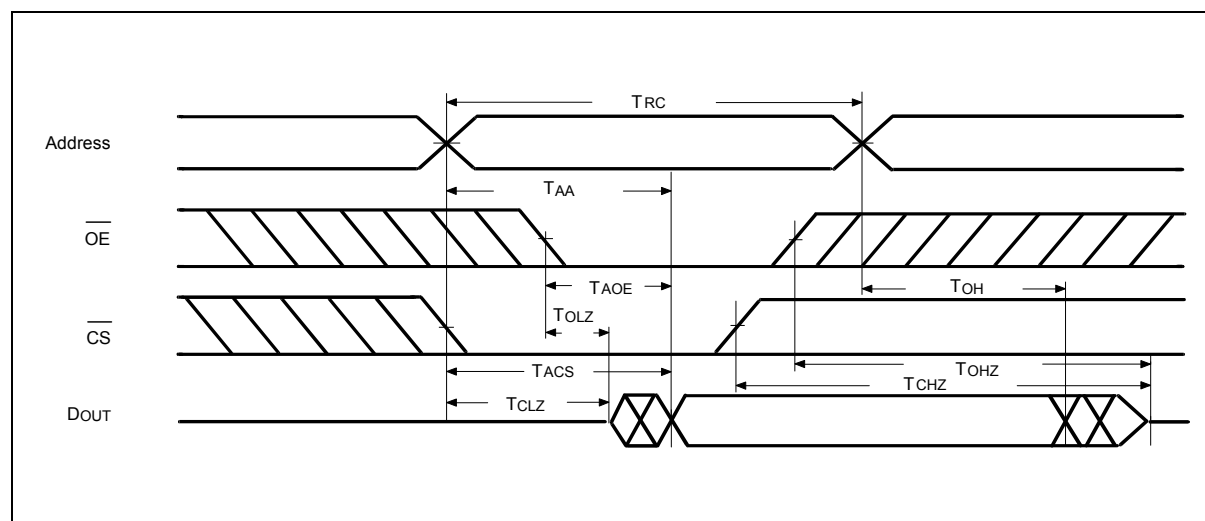 TRC
Address
TAA
OE
TAOE
TOH
TOLZ
CS
TACS
TOHZ
TCHZ
TCLZ
DOUT